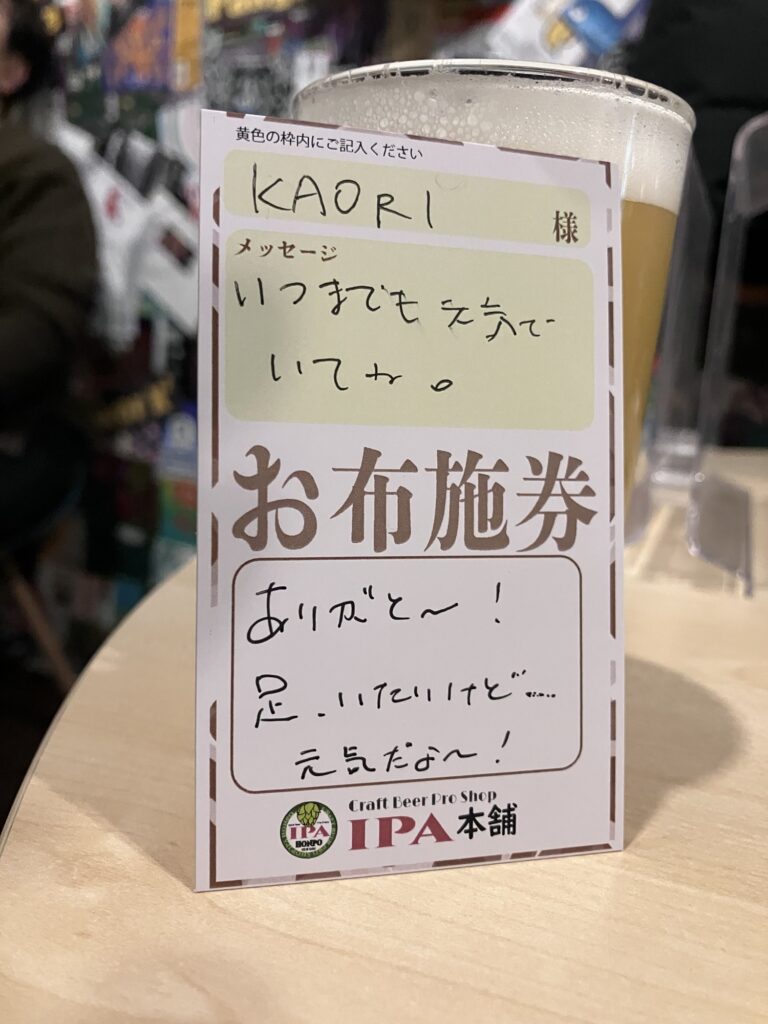 黄色の枠内にご記入ください
KAORI 様
メッセージ
いつまでも元気で
いてね。
お布施券
ありがと〜!
足、いたいけど……
元気だよ〜!
Craft Beer Pro Shop
IPA本舗
IPA
HONPO